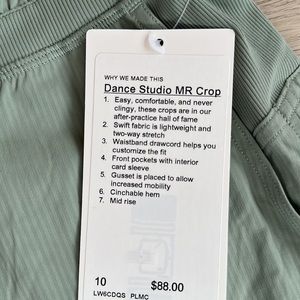 WHY WE MADE THIS
Dance Studio MR Crop
1. Easy, comfortable, and never
clingy, these crops are in our
after-practice hall of fame
2. Swift fabric is lightweight and
two-way stretch
3. Waistband drawcord helps you
customize the fit
4. Front pockets with interior
card sleeve
5. Gusset is placed to allow
increased mobility
6. Cinchable hem
7. Mid rise
10 $88.00
LW6CDQS PLMC